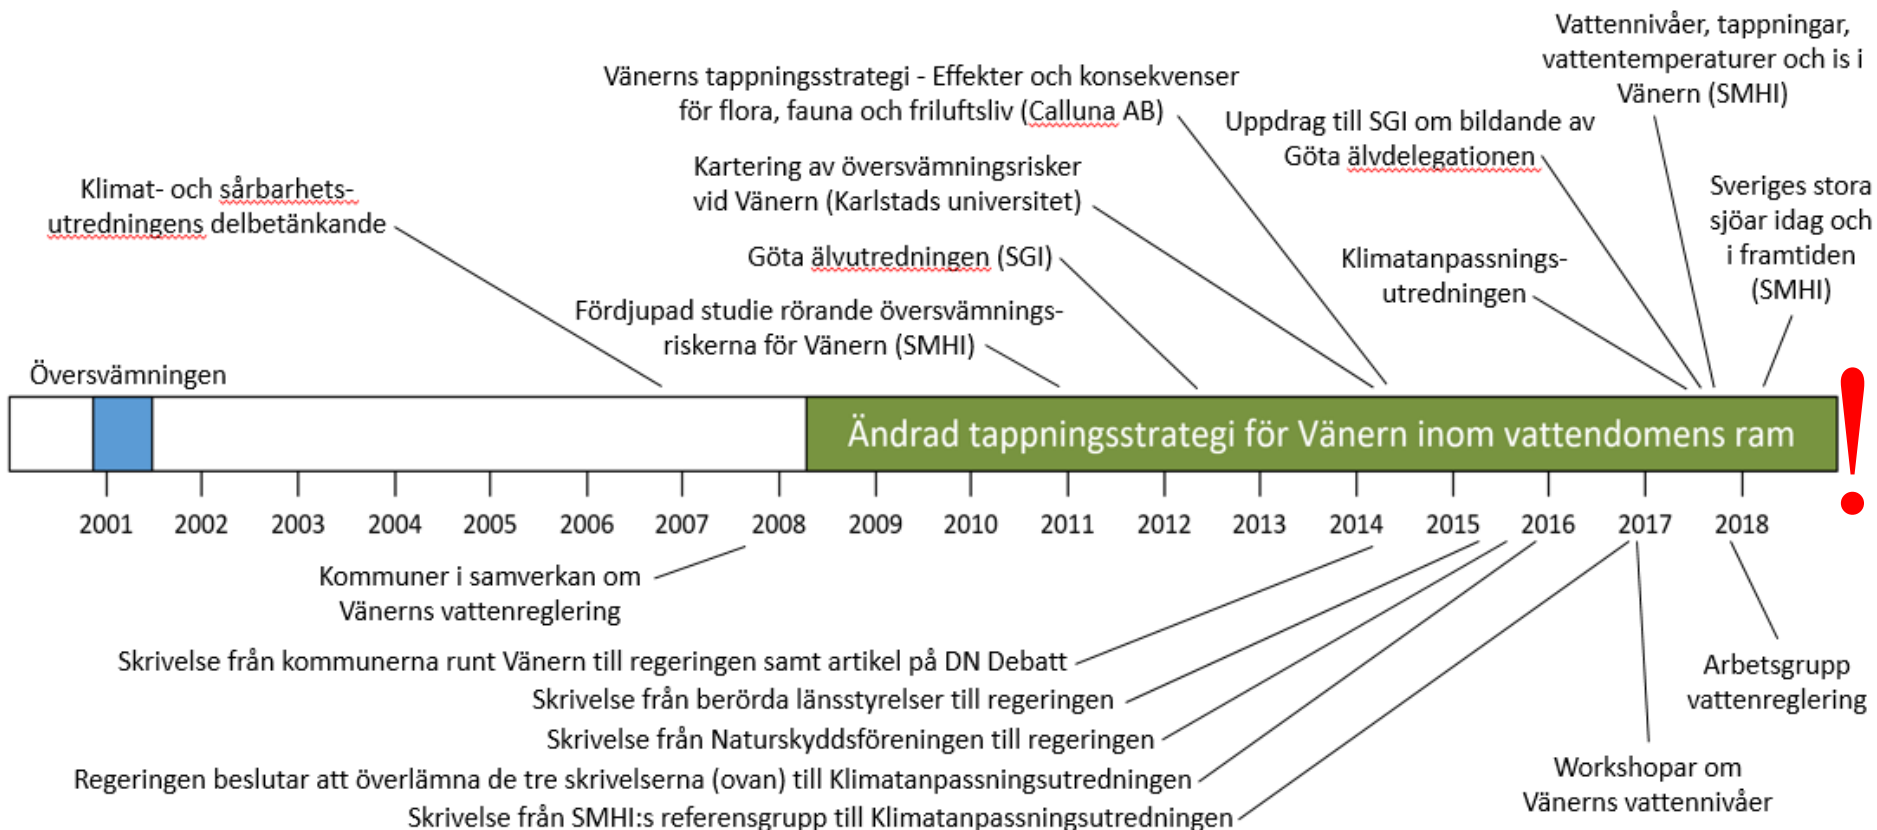 Vattennivåer, tappningar,
vattentemperaturer och is i
Vänern (SMHI)
Vänerns tappningsstrategi - Effekter och konsekvenser
för flora, fauna och friluftsliv (Calluna AB)
Uppdrag till SGI om bildande av
Göta älvdelegationen
Kartering av översvämningsrisker
vid Vänern (Karlstads universitet)
Klimat- och sårbarhets-
utredningens delbetänkande
Sveriges stora
sjöar idag och
i framtiden
(SMHI)
Göta älvutredningen (SGI)
Klimatanpassnings-
utredningen
Fördjupad studie rörande översvämnings-
riskerna för Vänern (SMHI)
Översvämningen
Ändrad tappningsstrategi för Vänern inom vattendomens ram
!
2001 2002 2003 2004 2005 2006 2007 2008 2009 2010 2011 2012 2013 2014 2015 2016 2017 2018
Kommuner i samverkan om
Vänerns vattenreglering
Skrivelse från kommunerna runt Vänern till regeringen samt artikel på DN Debatt
Skrivelse från berörda länsstyrelser till regeringen
Skrivelse från Naturskyddsföreningen till regeringen
Regeringen beslutar att överlämna de tre skrivelserna (ovan) till Klimatanpassningsutredningen
Skrivelse från SMHI:s referensgrupp till Klimatanpassningsutredningen
Arbetsgrupp
vattenreglering
Workshopar om
Vänerns vattennivåer